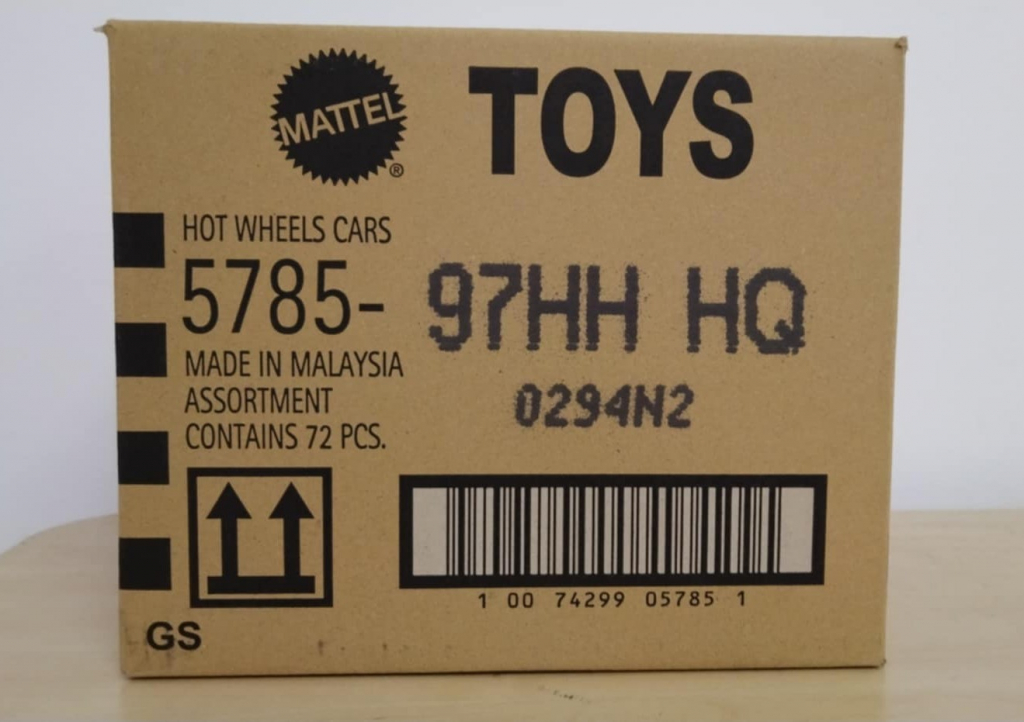 MATTEL ®
TOYS
HOT WHEELS CARS
5785- 97HH HQ
MADE IN MALAYSIA
0294N2
ASSORTMENT
CONTAINS 72 PCS.
1 00 74299 05785 1
GS